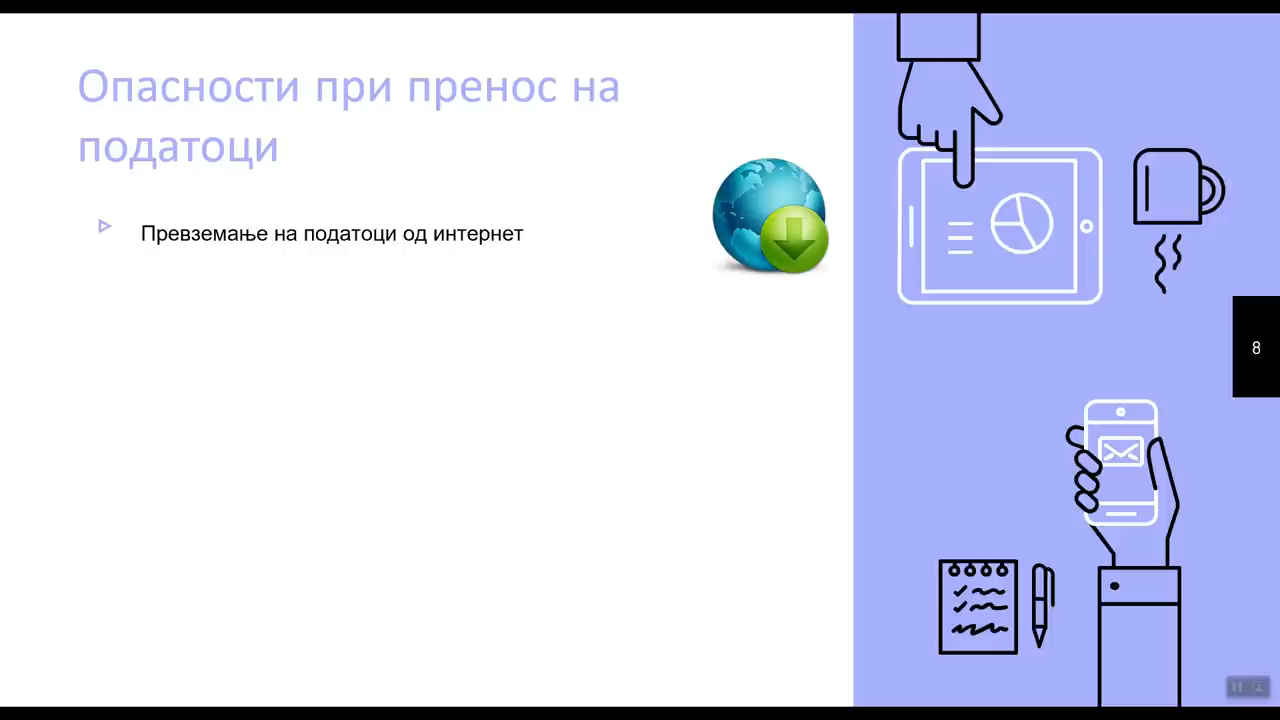 Опасности при пренос на
податоци
Превземање на податоци од интернет
8